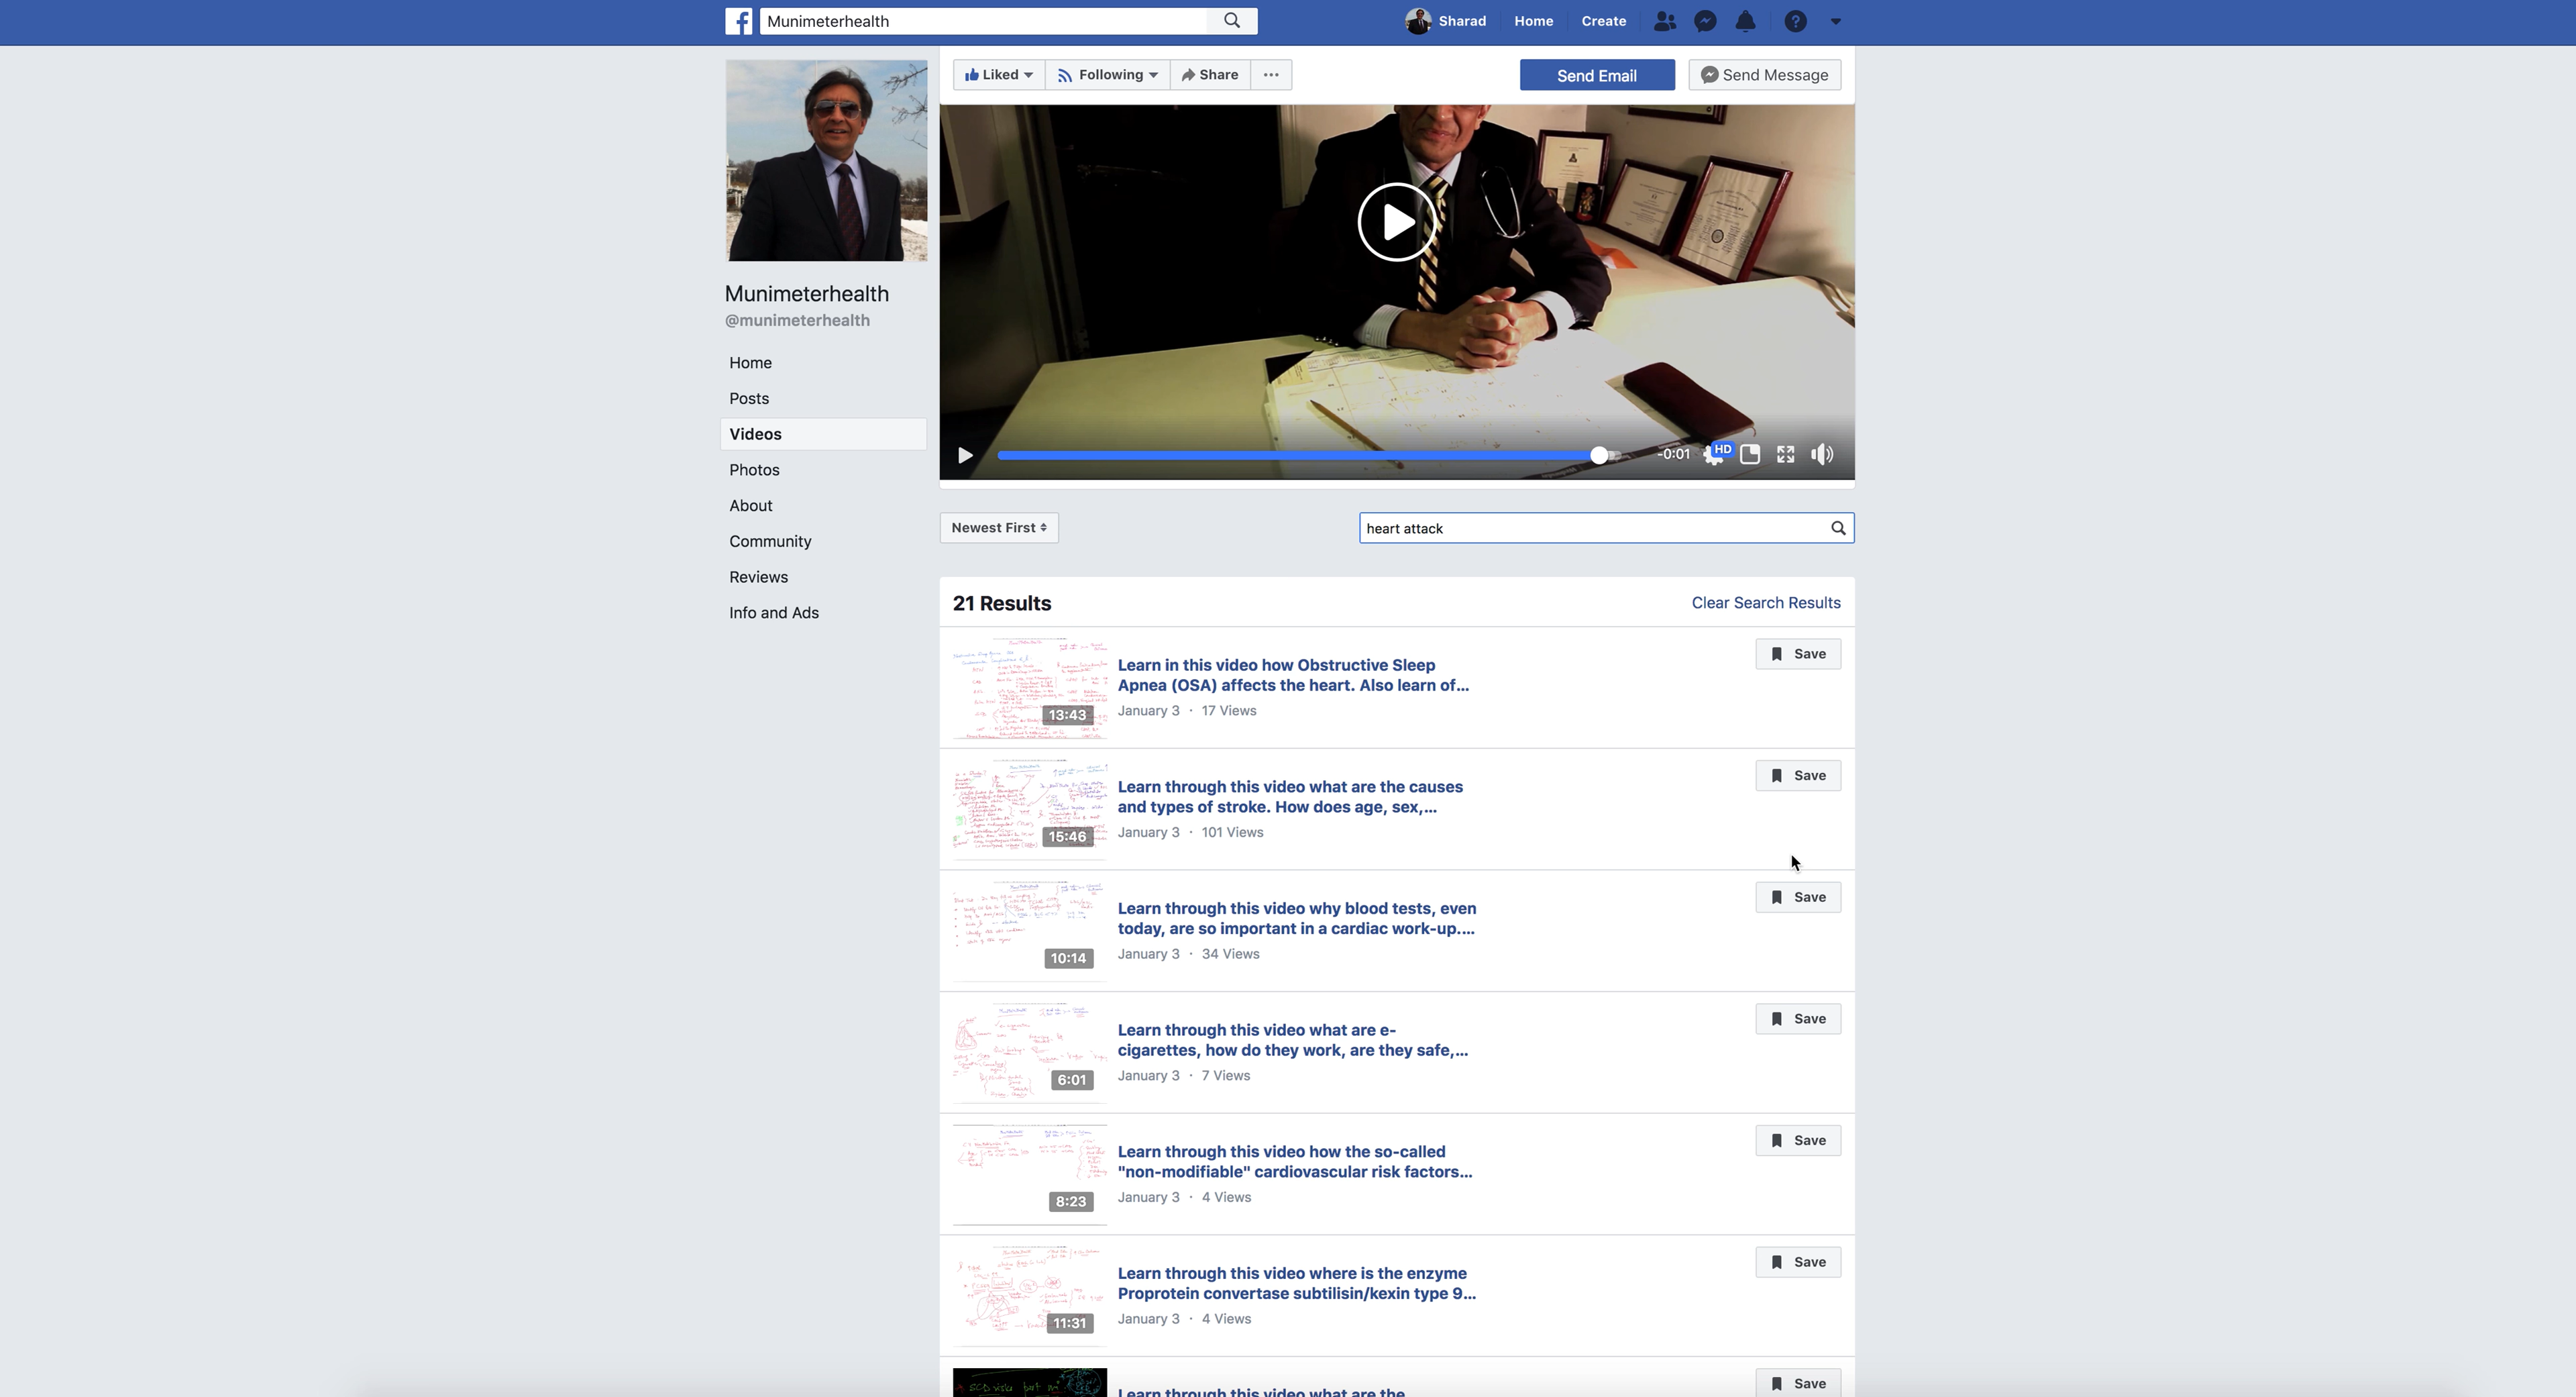 Munimeterhealth
Sharad
Home
Create
Liked
Following
Share
Send Email
Send Message
Munimeterhealth
@munimeterhealth
Home
Posts
Videos
Photos
About
Community
Reviews
Info and Ads
-0:01
HD
Newest First
heart attack
21 Results
Clear Search Results
13:43
Learn in this video how Obstructive Sleep
Apnea (OSA) affects the heart. Also learn of...
January 3 · 17 Views
Save
15:46
Learn through this video what are the causes
and types of stroke. How does age, sex,...
January 3 · 101 Views
Save
10:14
Learn through this video why blood tests, even
today, are so important in a cardiac work-up....
January 3 · 34 Views
Save
6:01
Learn through this video what are e-
cigarettes, how do they work, are they safe,...
January 3 · 7 Views
Save
8:23
Learn through this video how the so-called
"non-modifiable" cardiovascular risk factors...
January 3 · 4 Views
Save
11:31
Learn through this video where is the enzyme
Proprotein convertase subtilisin/kexin type 9...
January 3 · 4 Views
Save
Learn through this video what are the
Save